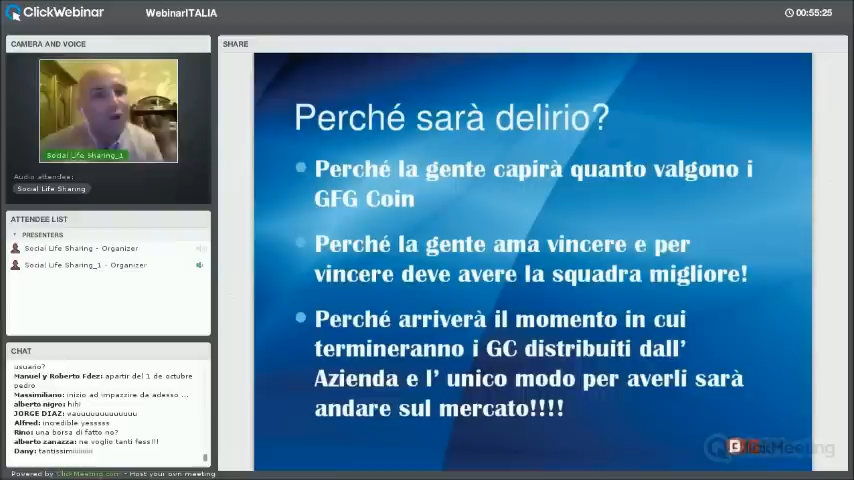 ClickWebinar
WebinarITALIA
00:55:25
CAMERA AND VOICE
SHARE
Social Life Sharing_1
Audio attendee:
Social Life Sharing
ATTENDEE LIST
PRESENTERS
Social Life Sharing - Organizer
Social Life Sharing_1 - Organizer
CHAT
usuario?
Manuel y Roberto Fdez: apartir del 1 de octubre
pedro
Massimiliano: inizio ad impazzire da adesso ...
alberto nigro: hihi
JORGE DIAZ: wauuuuuuuuuuuu
Alfred: incredible yesssss
Rino: una borsa di fatto no?
alberto zanazza: ne voglio tanti fess!!!
Dany: tantissimiiiiiiii
Powered by ClickMeeting.com - Host your own meeting
Perché sarà delirio?
Perché la gente capirà quanto valgono i
GFG Coin
Perché la gente ama vincere e per
vincere deve avere la squadra migliore!
Perché arriverà il momento in cui
termineranno i GC distribuiti dall'
Azienda e l' unico modo per averli sarà
andare sul mercato!!!!
ClickMeeting